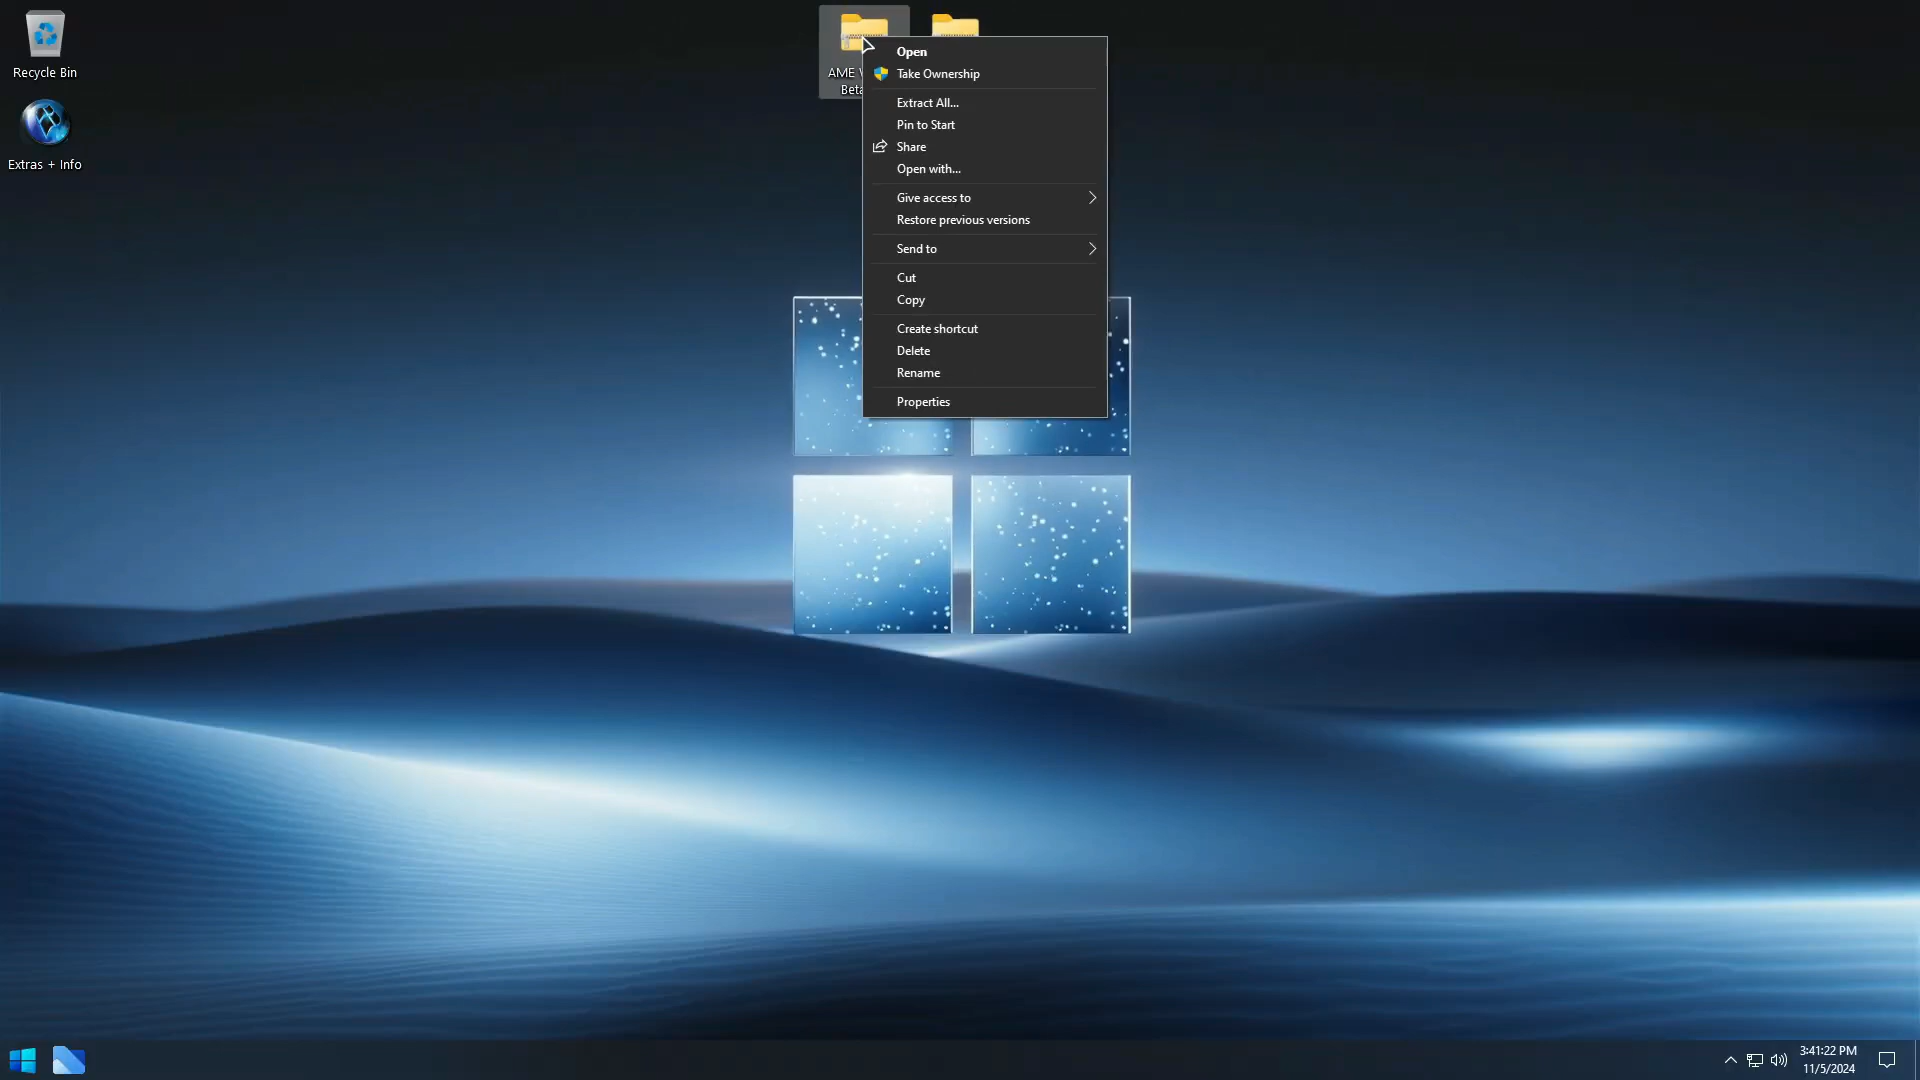 Recycle Bin
Extras + Info
AME
Beta
Open
Take Ownership
Extract All...
Pin to Start
Share
Open with...
Give access to
Restore previous versions
Send to
Cut
Copy
Create shortcut
Delete
Rename
Properties
3:41:22 PM
11/5/2024